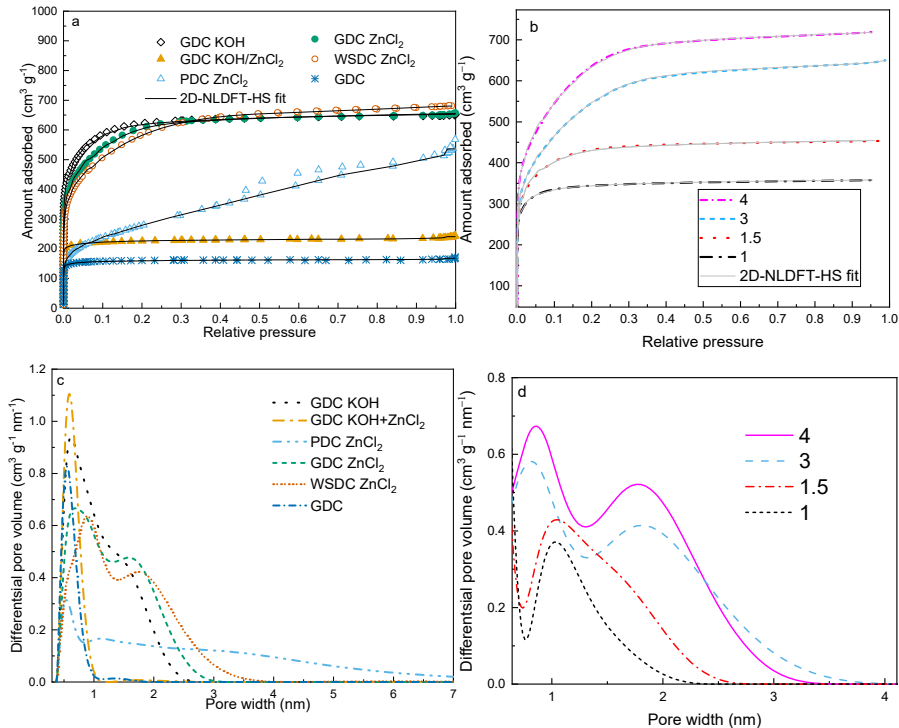 a
1000
900
800
700
600
500
400
300
200
100
0
0.0 0.1 0.2 0.3 0.4 0.5 0.6 0.7 0.8 0.9 1.0
Relative pressure
Amount adsorbed (cm³ g⁻¹)
GDC KOH
GDC ZnCl₂
GDC KOH/ZnCl₂
WSDC ZnCl₂
PDC ZnCl₂
GDC
2D-NLDFT-HS fit
b
700
600
500
400
300
200
100
0.0 0.1 0.2 0.3 0.4 0.5 0.6 0.7 0.8 0.9 1.0
Relative pressure
Amount adsorbed (cm³ g⁻¹)
4
3
1.5
1
2D-NLDFT-HS fit
c
1.2
1.0
0.8
0.6
0.4
0.2
0.0
1 2 3 4 5 6 7
Pore width (nm)
Differentsial pore volume (cm³ g⁻¹ nm⁻¹)
GDC KOH
GDC KOH+ZnCl₂
PDC ZnCl₂
GDC ZnCl₂
WSDC ZnCl₂
GDC
d
0.8
0.6
0.4
0.2
0.0
1 2 3 4
Pore width (nm)
Differentsial pore volume (cm³ g⁻¹ nm⁻¹)
4
3
1.5
1